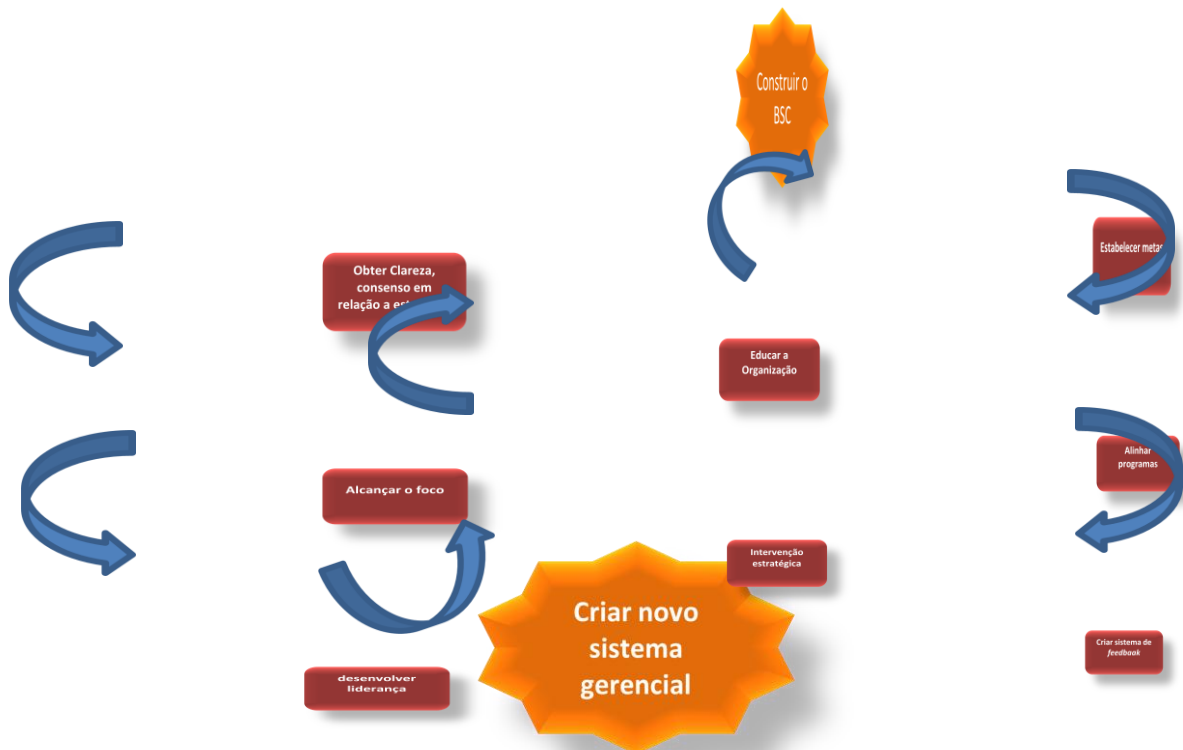 Construir o
BSC
Obter Clareza,
consenso em
relação a
Estabelecer metas
Educar a
Organização
Alcançar o foco
Alinhar
programas
Intervenção
estratégica
Criar novo
sistema
gerencial
desenvolver
liderança
Criar sistema de
feedbaak